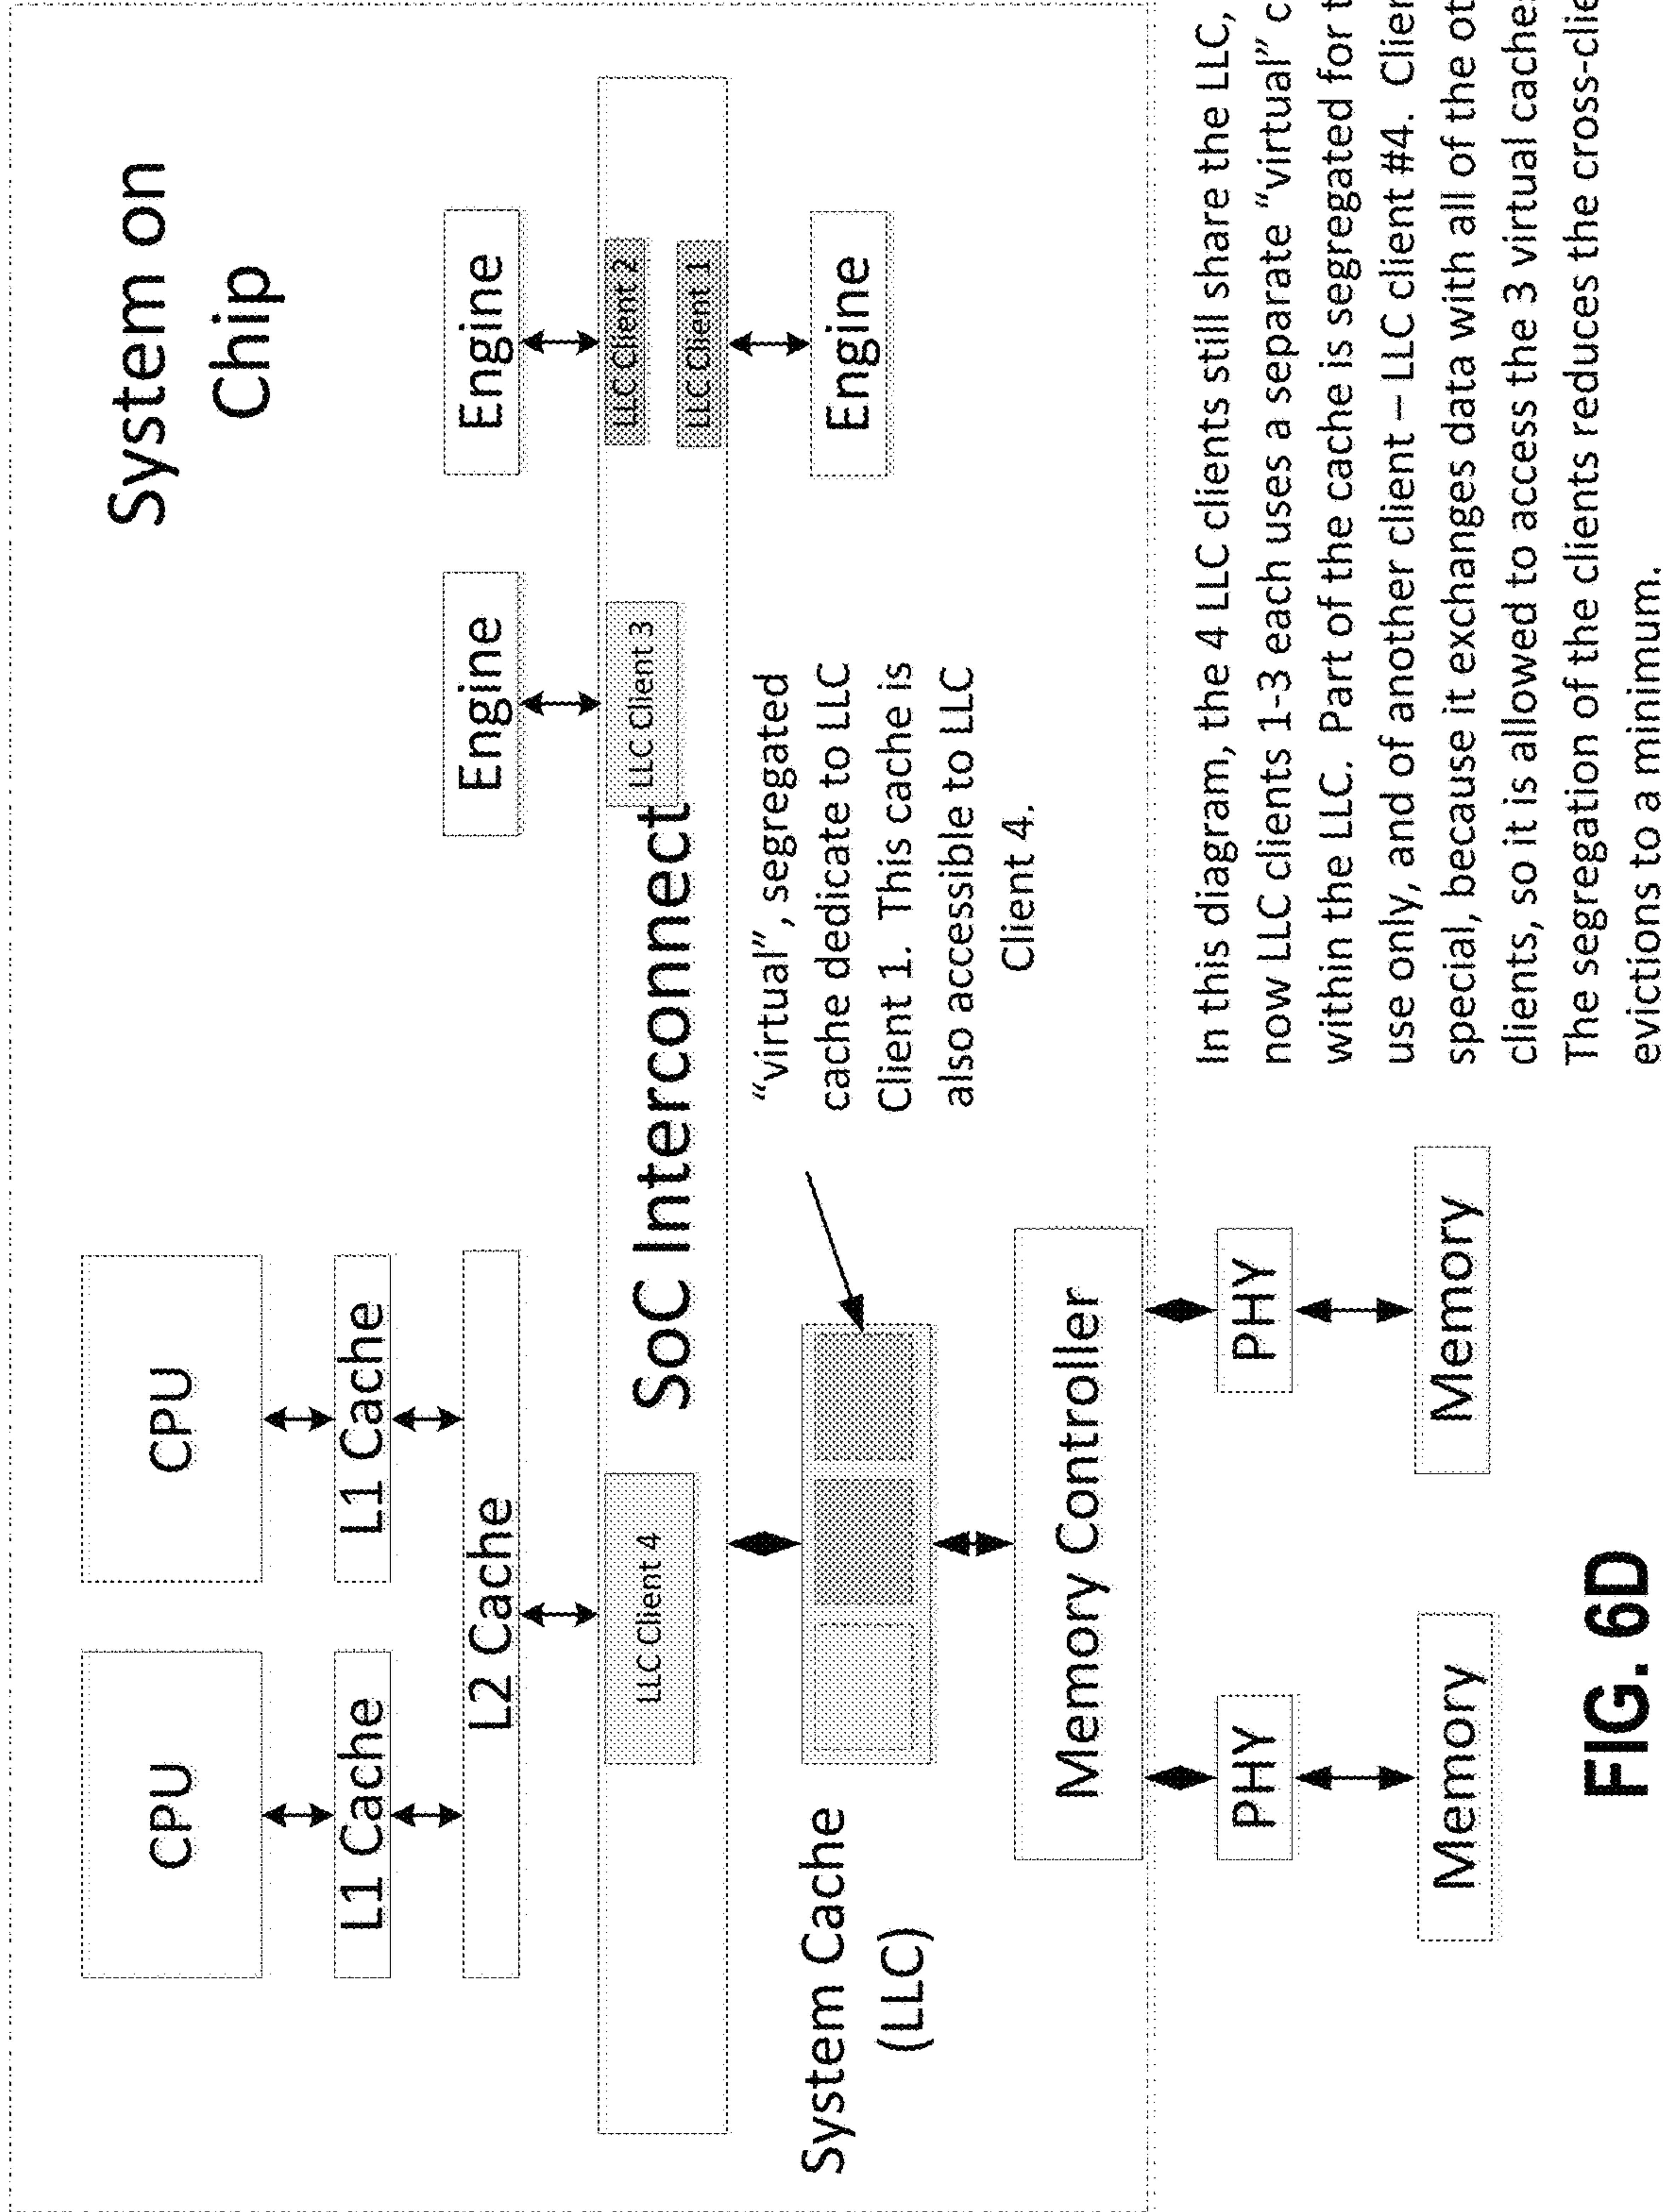 System on
Chip
CPU
CPU
L1 Cache
L1 Cache
L2 Cache
Engine
Engine
LLC Client 4
LLC Client 3
LLC Client 2
LLC Client 1
SoC Interconnect
Engine
System Cache
(LLC)
"virtual", segregated
cache dedicate to LLC
Client 1. This cache is
also accessible to LLC
Client 4.
Memory Controller
PHY
PHY
Memory
Memory
In this diagram, the 4 LLC clients still share the LLC,
now LLC clients 1-3 each uses a separate "virtual"
within the LLC. Part of the cache is segregated for
use only, and of another client – LLC client #4.
special, because it exchanges data with all of the
clients, so it is allowed to access the 3 virtual
The segregation of the clients reduces the
evictions to a minimum.
FIG. 6D